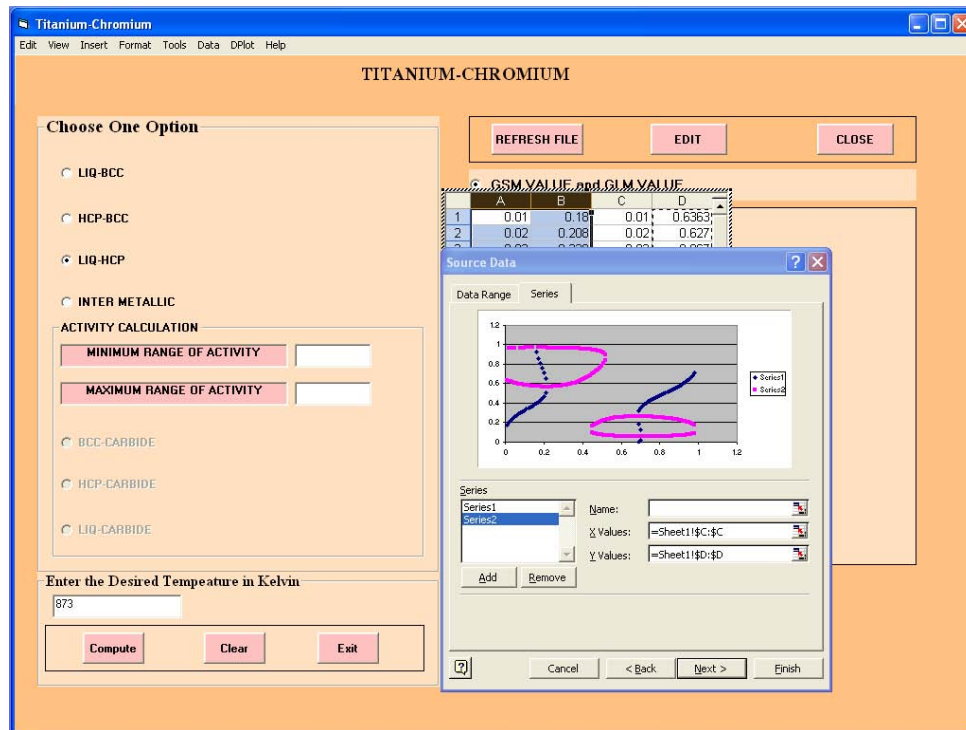 Titanium-Chromium
Edit View Insert Format Tools Data DPlot Help
TITANIUM-CHROMIUM
Choose One Option
LIQ-BCC
HCP-BCC
LIQ-HCP
INTER METALLIC
ACTIVITY CALCULATION
MINIMUM RANGE OF ACTIVITY
MAXIMUM RANGE OF ACTIVITY
BCC-CARBIDE
HCP-CARBIDE
LIQ-CARBIDE
Enter the Desired Tempeature in Kelvin
873
Compute Clear Exit
REFRESH FILE EDIT CLOSE
GSM VALUE and GLM VALUE
A B C D
1 0.01 0.18 0.01 0.6363
2 0.02 0.208 0.02 0.627
Source Data
Data Range Series
1.2
1
0.8
0.6
0.4
0.2
0
0 0.2 0.4 0.6 0.8 1 1.2
Series1
Series2
Series
Series1
Series2
Name:
X Values: =Sheet1!$C:$C
Y Values: =Sheet1!$D:$D
Add Remove
Cancel < Back Next > Finish